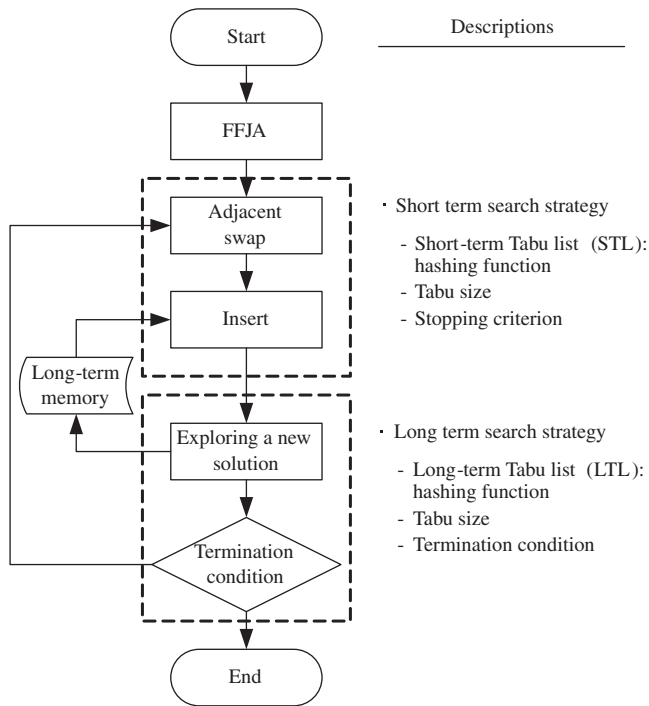 Start
Descriptions
FFJA
Adjacent
swap
Insert
Long-term
memory
Exploring a new
solution
Termination
condition
End
· Short term search strategy
- Short-term Tabu list (STL):
hashing function
- Tabu size
- Stopping criterion
· Long term search strategy
- Long-term Tabu list (LTL):
hashing function
- Tabu size
- Termination condition